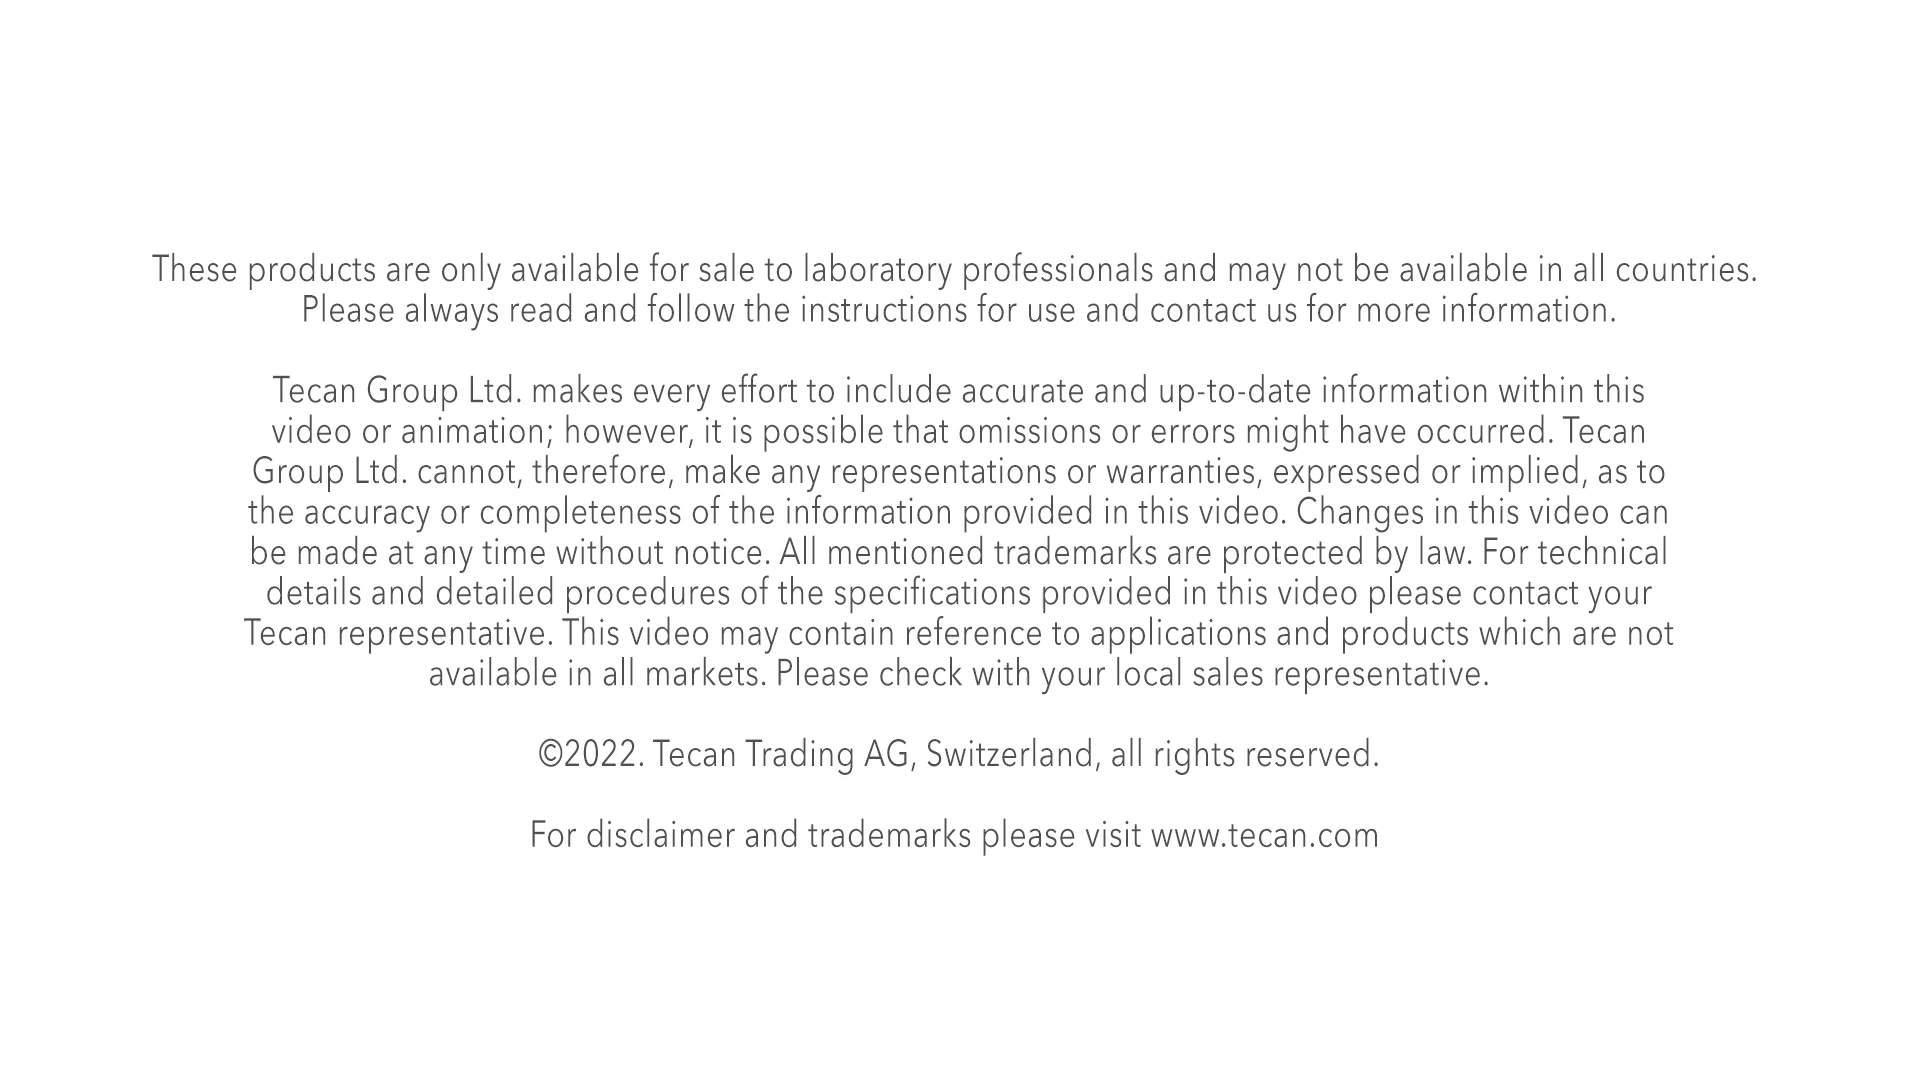 These products are only available for sale to laboratory professionals and may not be available in all countries.
Please always read and follow the instructions for use and contact us for more information.
Tecan Group Ltd. makes every effort to include accurate and up-to-date information within this
video or animation; however, it is possible that omissions or errors might have occurred. Tecan
Group Ltd. cannot, therefore, make any representations or warranties, expressed or implied, as to
the accuracy or completeness of the information provided in this video. Changes in this video can
be made at any time without notice. All mentioned trademarks are protected by law. For technical
details and detailed procedures of the specifications provided in this video please contact your
Tecan representative. This video may contain reference to applications and products which are not
available in all markets. Please check with your local sales representative.
©2022. Tecan Trading AG, Switzerland, all rights reserved.
For disclaimer and trademarks please visit www.tecan.com